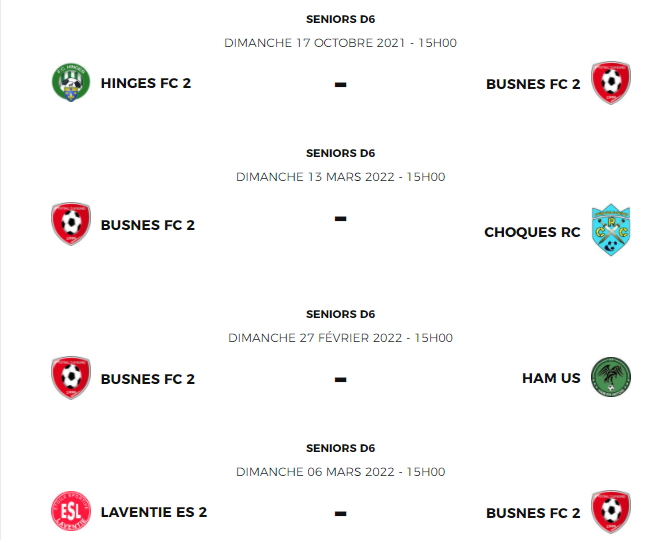 SENIORS D6
DIMANCHE 17 OCTOBRE 2021 - 15H00
HINGES FC 2 - BUSNES FC 2
SENIORS D6
DIMANCHE 13 MARS 2022 - 15H00
BUSNES FC 2 - CHOQUES RC
SENIORS D6
DIMANCHE 27 FÉVRIER 2022 - 15H00
BUSNES FC 2 - HAM US
SENIORS D6
DIMANCHE 06 MARS 2022 - 15H00
ESL LAVENTIE LAVENTIE ES 2 - BUSNES FC 2